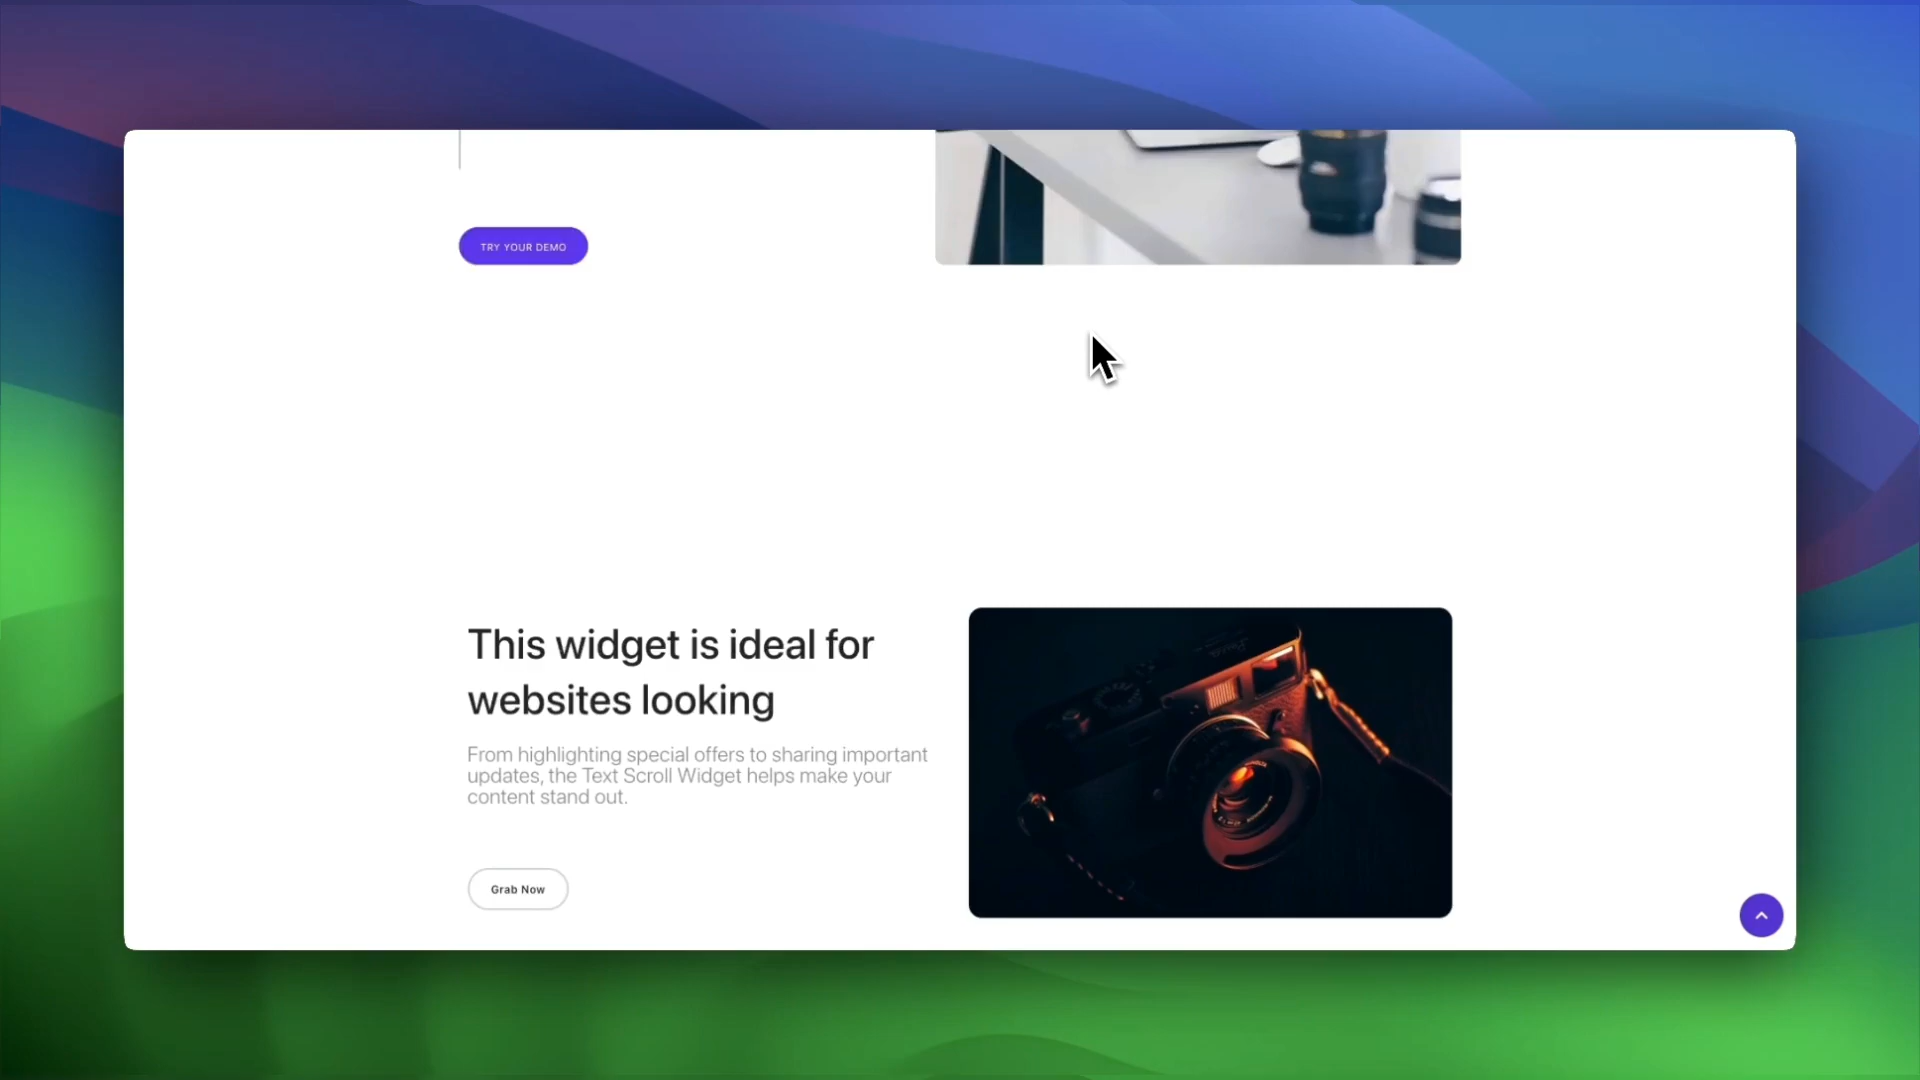 TRY YOUR DEMO
This widget is ideal for
websites looking
From highlighting special offers to sharing important
updates, the Text Scroll Widget helps make your
content stand out.
Grab Now